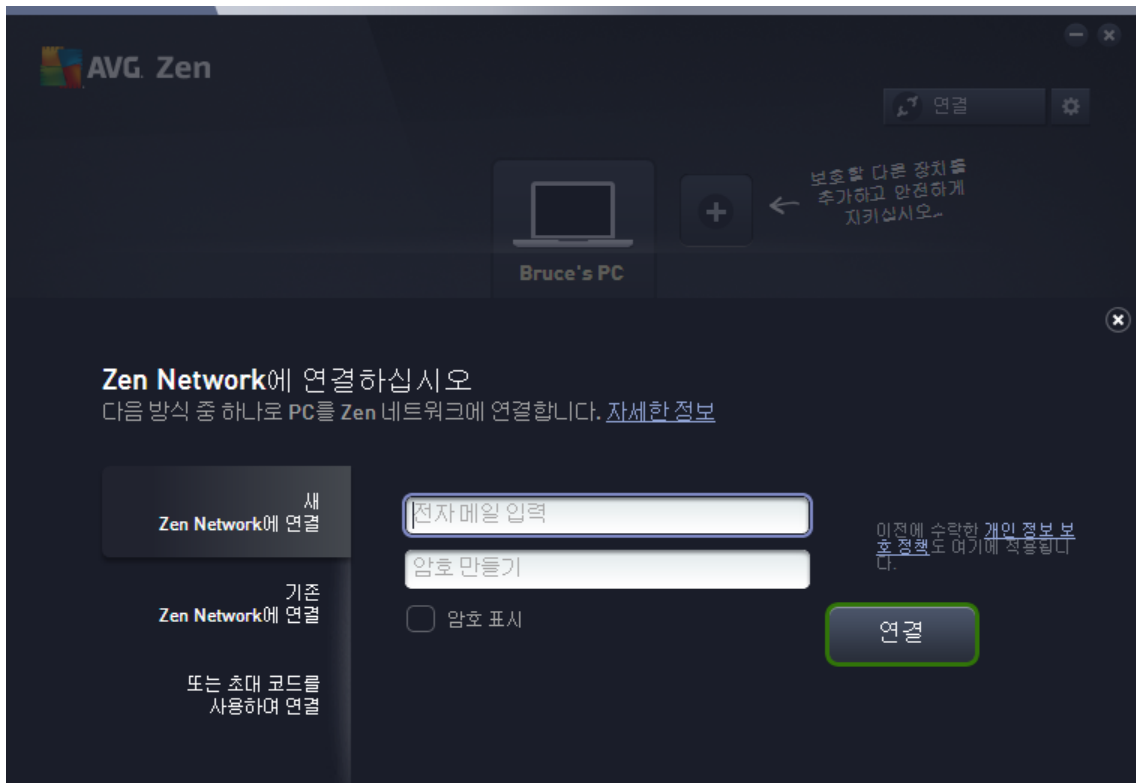 AVG. Zen
연결
보호할 다른 장치를
추가하고 안전하게
지키십시오...
Bruce's PC
Zen Network에 연결하십시오
다음 방식 중 하나로 PC를 Zen 네트워크에 연결합니다. 자세한 정보
새
Zen Network에 연결
기존
Zen Network에 연결
또는 초대 코드를
사용하여 연결
전자 메일 입력
암호 만들기
암호 표시
이전에 수락한 개인 정보 보
호 정책도 여기에 적용됩니
다.
연결